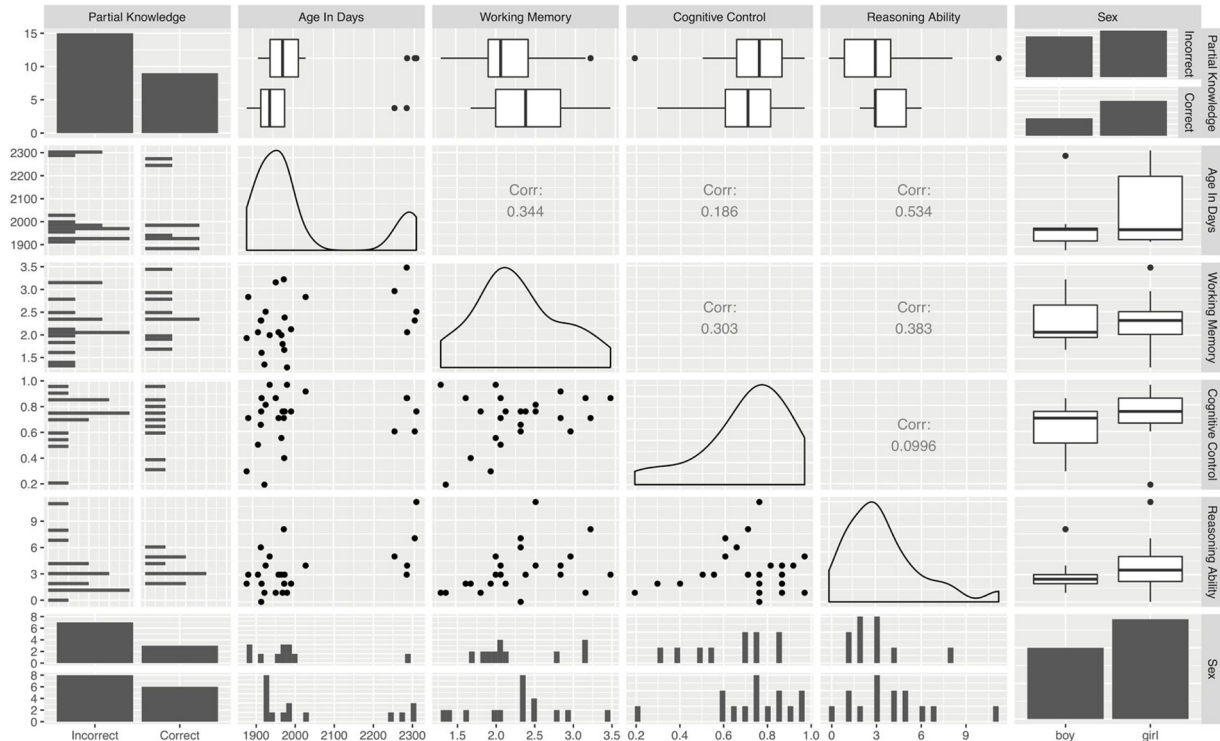 Partial Knowledge Age In Days Working Memory Cognitive Control Reasoning Ability Sex
15
10
5
0
Incorrect
Correct
Partial Knowledge
2300
2200
2100
2000
1900
Corr:
0.344
Corr:
0.186
Corr:
0.534
Age In Days
3.5
3.0
2.5
2.0
1.5
Corr:
0.303
Corr:
0.383
Working Memory
1.0
0.8
0.6
0.4
0.2
Corr:
0.0996
Cognitive Control
9
6
3
0
Reasoning Ability
8
6
4
2
0
8
6
4
2
0
Sex
Incorrect Correct 1900 2000 2100 2200 2300 1.5 2.0 2.5 3.0 3.5 0.2 0.4 0.6 0.8 1.0 0 3 6 9 boy girl